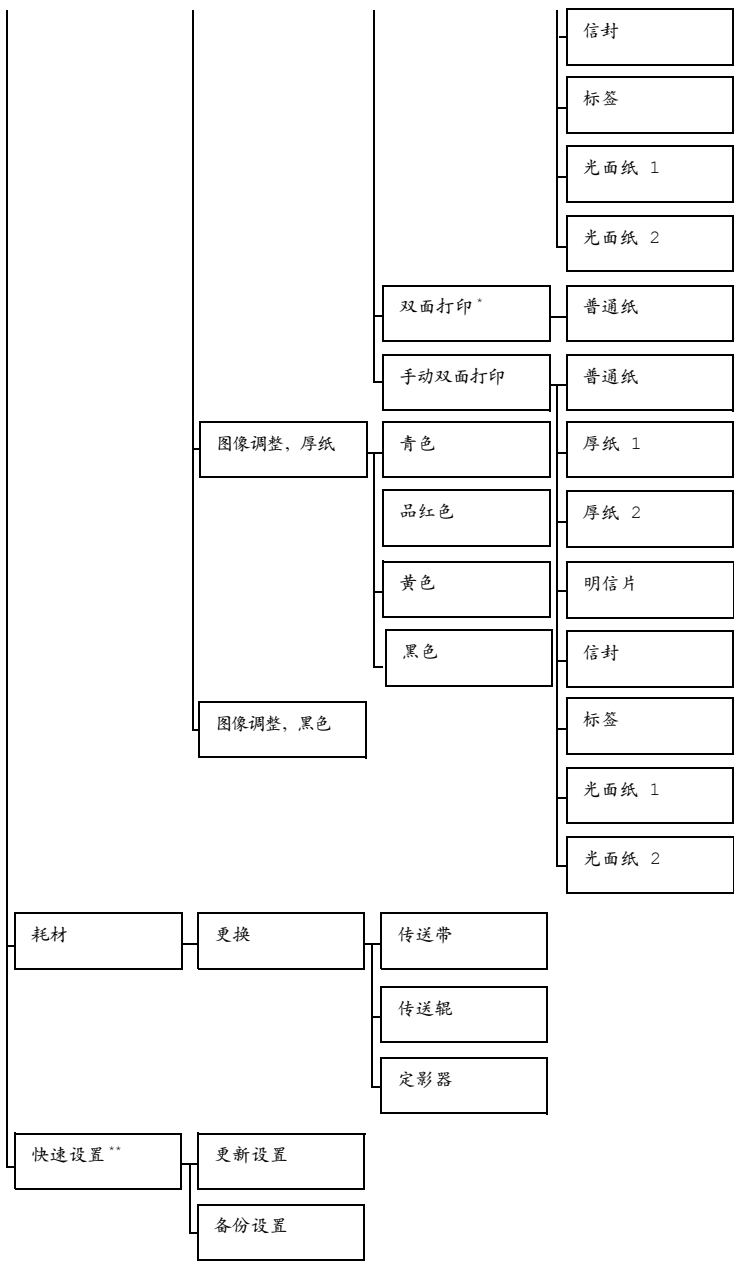 信封
标签
光面纸 1
光面纸 2
双面打印*
普通纸
手动双面打印
普通纸
图像调整, 厚纸
青色
厚纸 1
品红色
厚纸 2
黄色
明信片
黑色
信封
图像调整, 黑色
标签
光面纸 1
光面纸 2
耗材
更换
传送带
传送辊
定影器
快速设置**
更新设置
备份设置